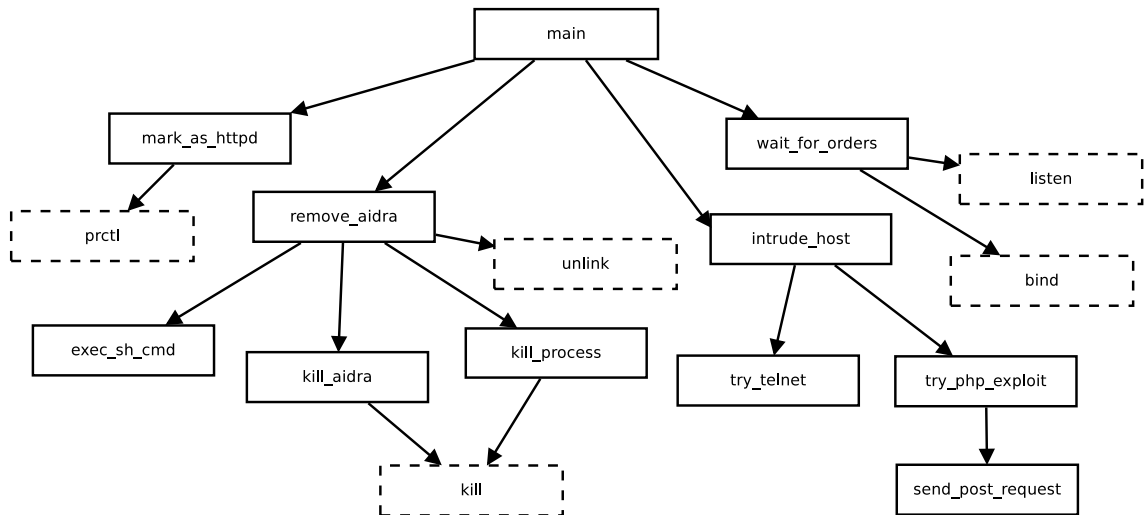 main
mark_as_httpd
wait_for_orders
listen
remove_aidra
prctl
intrude_host
unlink
bind
exec_sh_cmd
kill_process
kill_aidra
try_telnet
try_php_exploit
kill
send_post_request